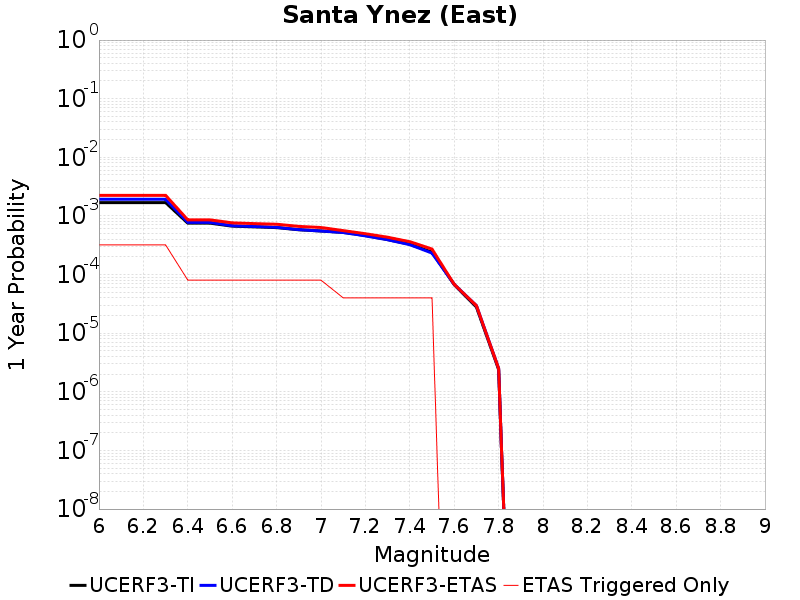 Santa Ynez (East)
10^0
10^-1
10^-2
10^-3
10^-4
10^-5
10^-6
10^-7
10^-8
1 Year Probability
6 6.2 6.4 6.6 6.8 7 7.2 7.4 7.6 7.8 8 8.2 8.4 8.6 8.8 9
Magnitude
UCERF3-TI UCERF3-TD UCERF3-ETAS ETAS Triggered Only